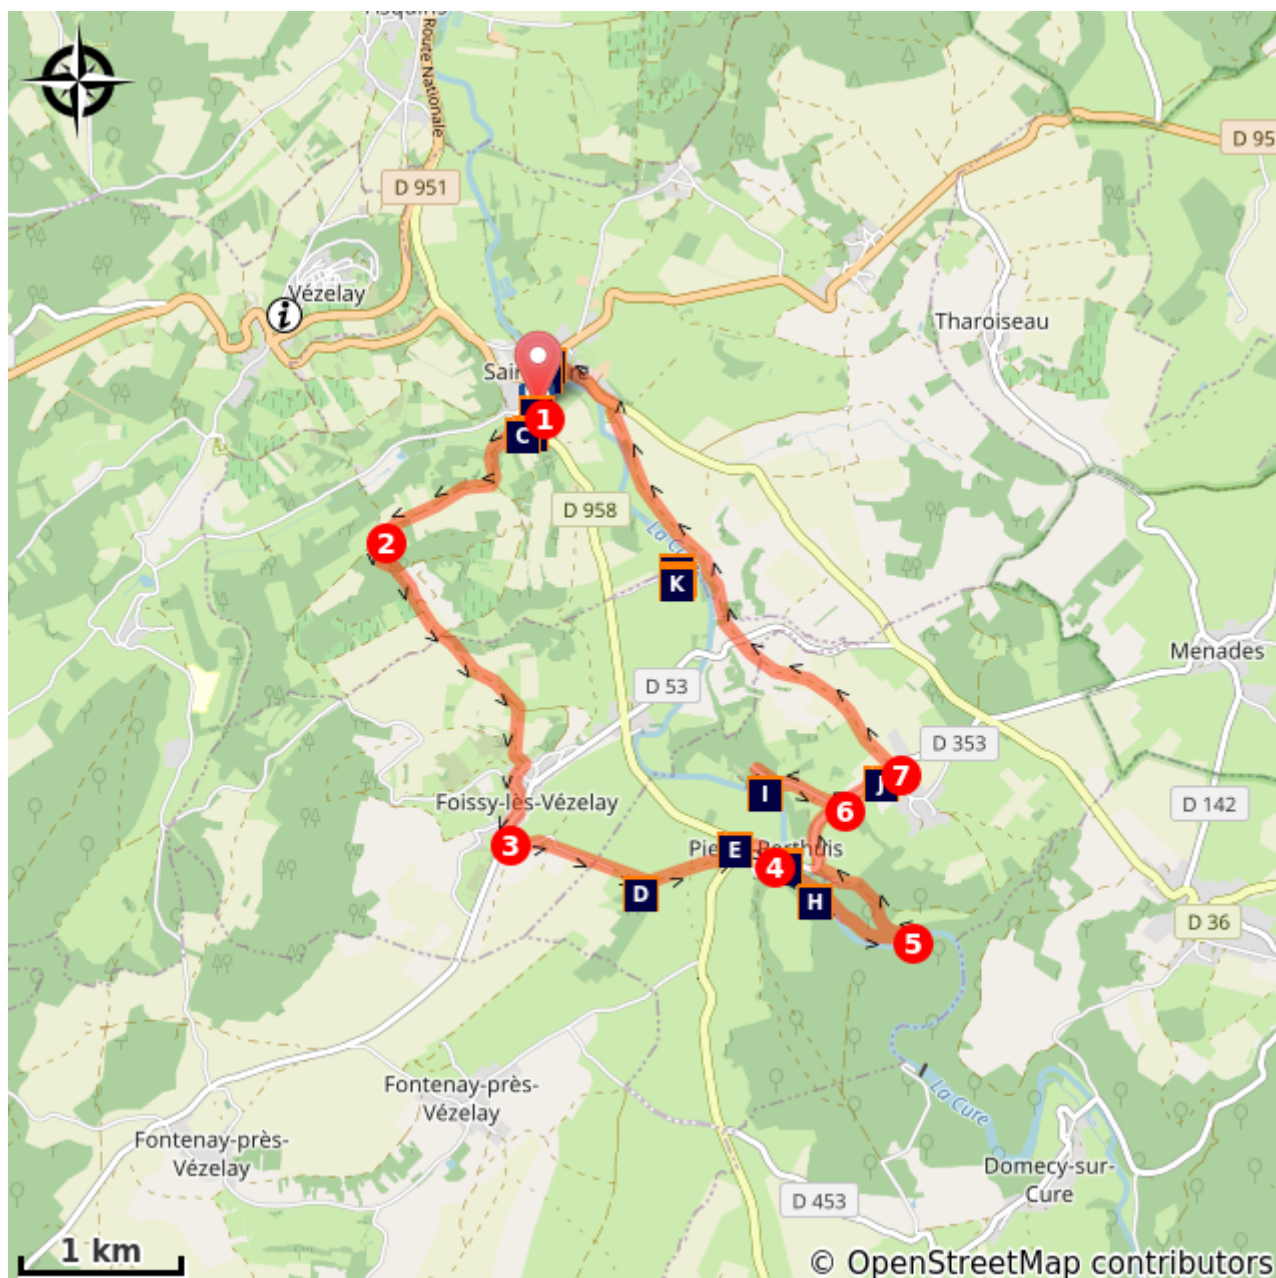 Route Nationale
D 951
D 95
i
Vézelay
Tharoiseau
1
C
2
D 958
K
Menades
D 53
D 353
7
J
I
6
D 142
Foissy-lès-Vézelay
3
E
4
D
H
D 36
5
Fontenay-près-
Vézelay
La Cure
Fontenay-près-
Vézelay
Domecy-sur-
Cure
D 453
1 km
© OpenStreetMap contributors